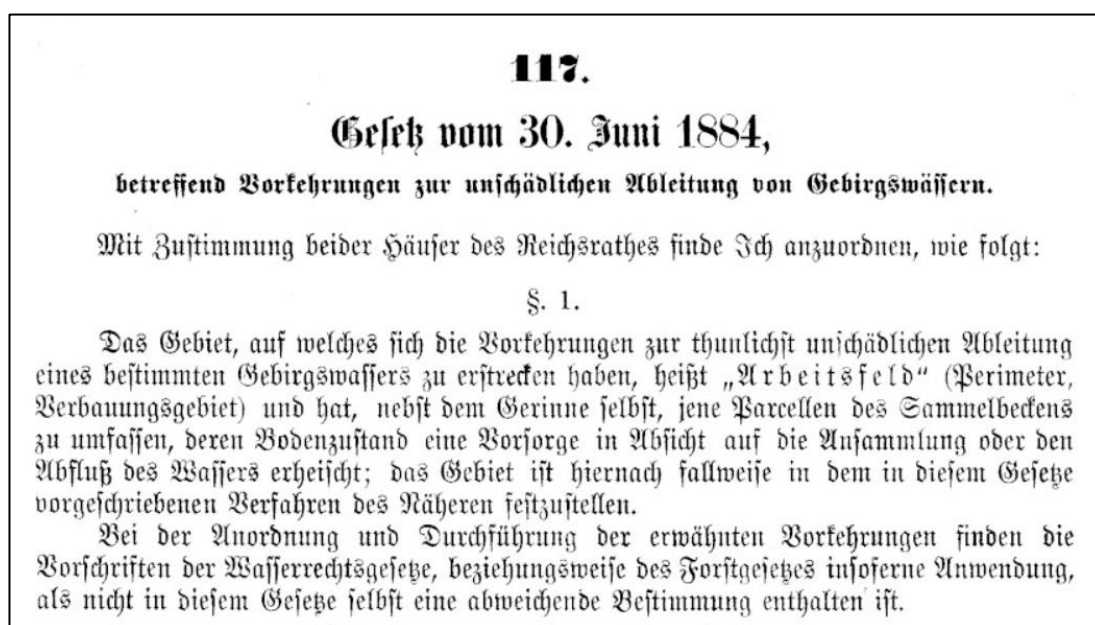 117.
Gesetz vom 30. Juni 1884,
betreffend Vorkehrungen zur unschädlichen Ableitung von Gebirgswässern.
Mit Zustimmung beider Häuser des Reichsrathes finde Ich anzuordnen, wie folgt:
§. 1.
Das Gebiet, auf welches sich die Vorkehrungen zur thunlichst unschädlichen Ableitung
eines bestimmten Gebirgswassers zu erstrecken haben, heißt „Arbeitsfeld“ (Perimeter,
Verbauungsgebiet) und hat, nebst dem Gerinne selbst, jene Parcellen des Sammelbeckens
zu umfassen, deren Bodenzustand eine Vorsorge in Absicht auf die Ansammlung oder den
Abfluß des Wassers erheischt; das Gebiet ist hiernach fallweise in dem in diesem Gesetze
vorgeschriebenen Verfahren des Näheren festzustellen.
Bei der Anordnung und Durchführung der erwähnten Vorkehrungen finden die
Vorschriften der Wasserrechtsgesetze, beziehungsweise des Forstgesetzes insoferne Anwendung,
als nicht in diesem Gesetze selbst eine abweichende Bestimmung enthalten ist.